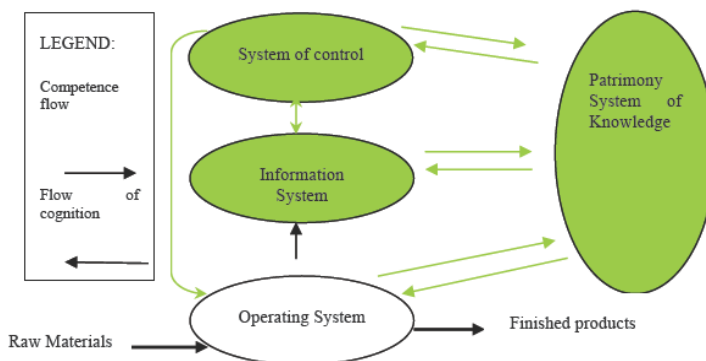 LEGEND:
Competence
flow
Flow of
cognition
System of control
Patrimony
System of
Knowledge
Information
System
Operating System
Raw Materials
Finished products